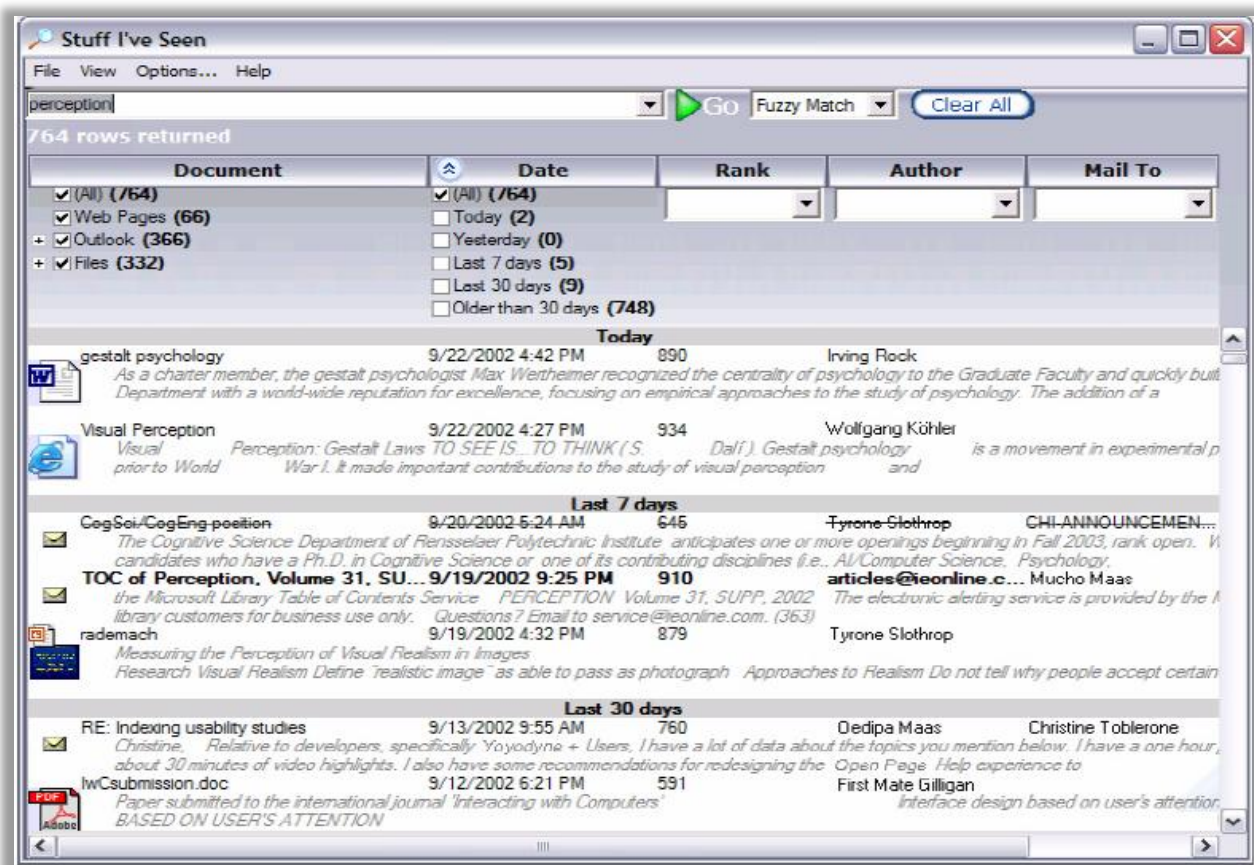 Stuff I've Seen
File View Options... Help
perception Go Fuzzy Match Clear All
764 rows returned
Document Date Rank Author Mail To
(All) (764) (All) (764)
Web Pages (66) Today (2)
Outlook (366) Yesterday (0)
Files (332) Last 7 days (5)
Last 30 days (9)
Older than 30 days (748)
Today
gestalt psychology 9/22/2002 4:42 PM 890 Irving Rock
As a charter member, the gestalt psychologist Max Wertheimer recognized the centrality of psychology to the Graduate Faculty and quickly built
Department with a world-wide reputation for excellence, focusing on empirical approaches to the study of psychology. The addition of a
Visual Perception 9/22/2002 4:27 PM 934 Wolfgang Köhler
Visual Perception: Gestalt Laws TO SEE IS...TO THINK ( S. Dalí ). Gestalt psychology is a movement in experimental p
prior to World War I. It made important contributions to the study of visual perception and
Last 7 days
CogSci/CogEng position 9/20/2002 5:24 AM 645 Tyrone Slothrop CHI-ANNOUNCEMEN...
The Cognitive Science Department of Rensselaer Polytechnic Institute anticipates one or more openings beginning in Fall 2003, rank open. W
candidates who have a Ph.D. in Cognitive Science or one of its contributing disciplines (i.e., AI/Computer Science, Psychology,
TOC of Perception, Volume 31, SU... 9/19/2002 9:25 PM 910 articles@ieonline.c... Mucho Maas
the Microsoft Library Table of Contents Service PERCEPTION Volume 31, SUPP, 2002 The electronic alerting service is provided by the M
library customers for business use only. Questions? Email to service@ieonline.com. (363)
rademach 9/19/2002 4:32 PM 879 Tyrone Slothrop
Measuring the Perception of Visual Realism in Images
Research Visual Realism Define "realistic image" as able to pass as photograph Approaches to Realism Do not tell why people accept certain
Last 30 days
RE: Indexing usability studies 9/13/2002 9:55 AM 760 Oedipa Maas Christine Toblerone
Christine, Relative to developers, specifically Yoyodyne + Users, I have a lot of data about the topics you mention below. I have a one hour
about 30 minutes of video highlights. I also have some recommendations for redesigning the Open Page Help experience to
IwCsubmission.doc 9/12/2002 6:21 PM 591 First Mate Gilligan
Paper submitted to the international journal 'Interacting with Computers' Interface design based on user's attention
BASED ON USER'S ATTENTION
PDF
Adobe